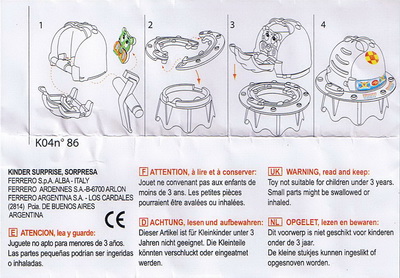 1
2
3
4
K04n° 86
KINDER SURPRISE, SORPRESA
FERRERO S.p.A. ALBA - ITALY
FERRERO ARDENNES S.A.-B-6700 ARLON
FERRERO ARGENTINA S.A. - LOS CARDALES
(2814) Poia. DE BUENOS AIRES
ARGENTINA
CE
E ATENCION, lea y guarde:
Juguete no apto para menores de 3 años.
Las partes pequeñas podrian ser ingeridas
o inhaladas.
F ATTENTION, à lire et à conserver:
Jouet ne convenant pas aux enfants de
moins de 3 ans. Les petites pièces
pourraient être avalées ou inhalées.
D ACHTUNG, lesen und aufbewahren:
Dieser Artikel ist für Kleinkinder unter 3
Jahren nicht geeignet. Die Kleinteile
könnten verschluckt oder eingeatmet
werden.
UK WARNING, read and keep:
Toy not suitable for children under 3 years.
Small parts might be swallowed or
inhaled.
NL OPGELET, lezen en bewaren:
Dit voorwerp is niet geschikt voor kinderen
onder de 3 jaar.
De kleine stukjes kunnen ingeslikt of
opgesnoven worden.